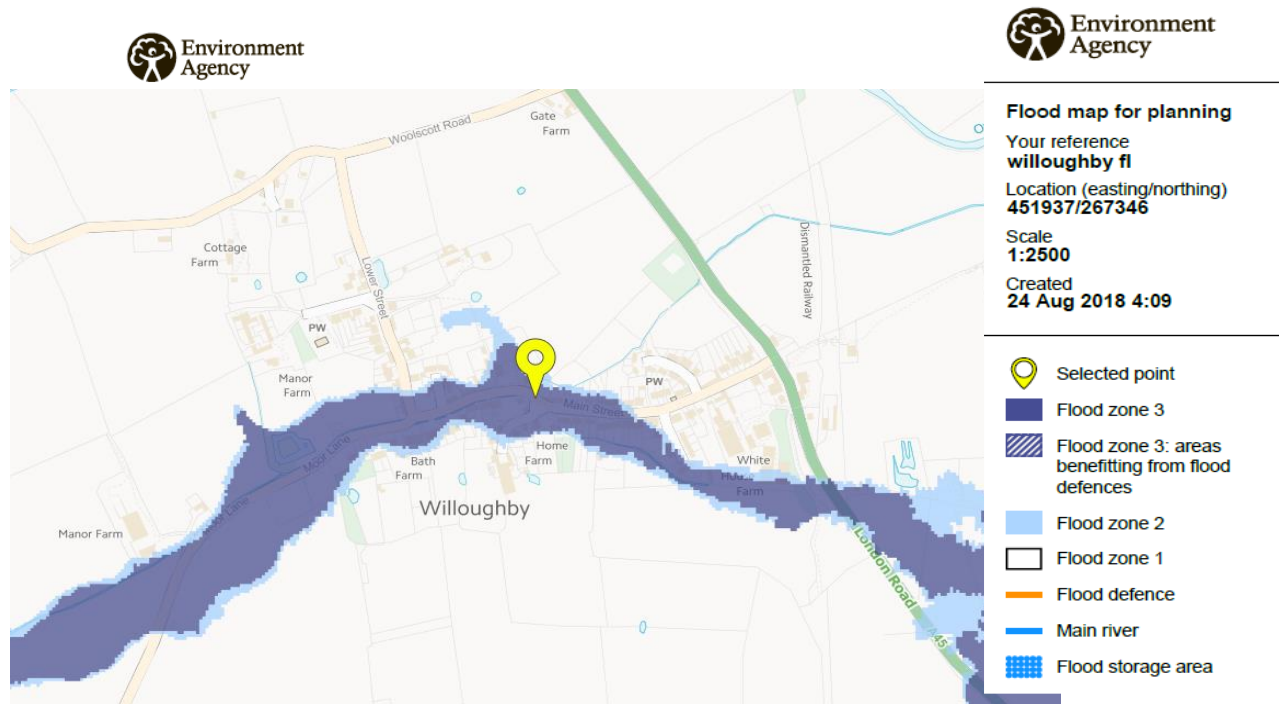 Environment
Agency
Environment
Agency
Flood map for planning
Your reference
willoughby fl
Location (easting/northing)
451937/267346
Scale
1:2500
Created
24 Aug 2018 4:09
Selected point
Flood zone 3
Flood zone 3: areas
benefitting from flood
defences
Flood zone 2
Flood zone 1
Flood defence
Main river
Flood storage area
Gate
Farm
Woolscott Road
Cottage
Farm
Lower Street
Dismantled Railway
PW
Manor
Farm
PW
Main Street
Moor Lane
Bath
Farm
Home
Farm
White
Farm
Willoughby
Manor Farm
Lane
London Road
A45